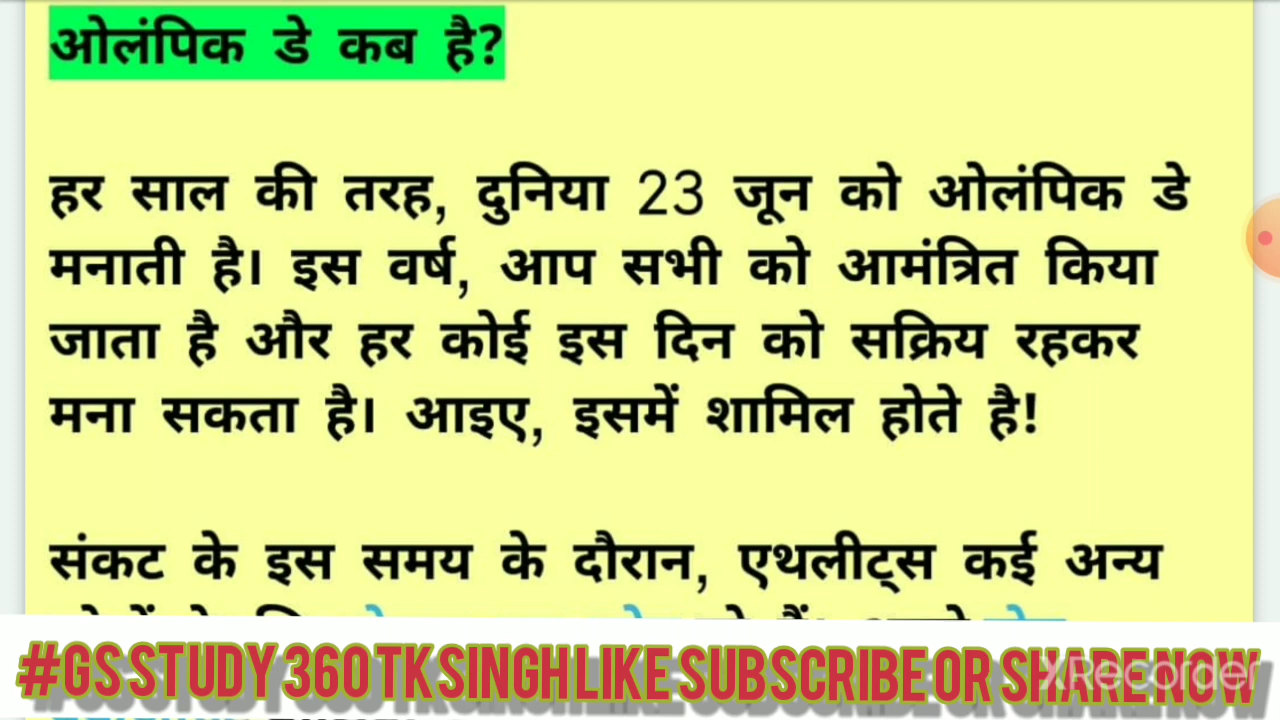 ओलंपिक डे कब है?
हर साल की तरह, दुनिया 23 जून को ओलंपिक डे
मनाती है। इस वर्ष, आप सभी को आमंत्रित किया
जाता है और हर कोई इस दिन को सक्रिय रहकर
मना सकता है। आइए, इसमें शामिल होते है!
संकट के इस समय के दौरान, एथलीट्स कई अन्य
#GS STUDY 360 TK SINGH LIKE SUBSCRIBE OR SHARE NOW
XRecorder